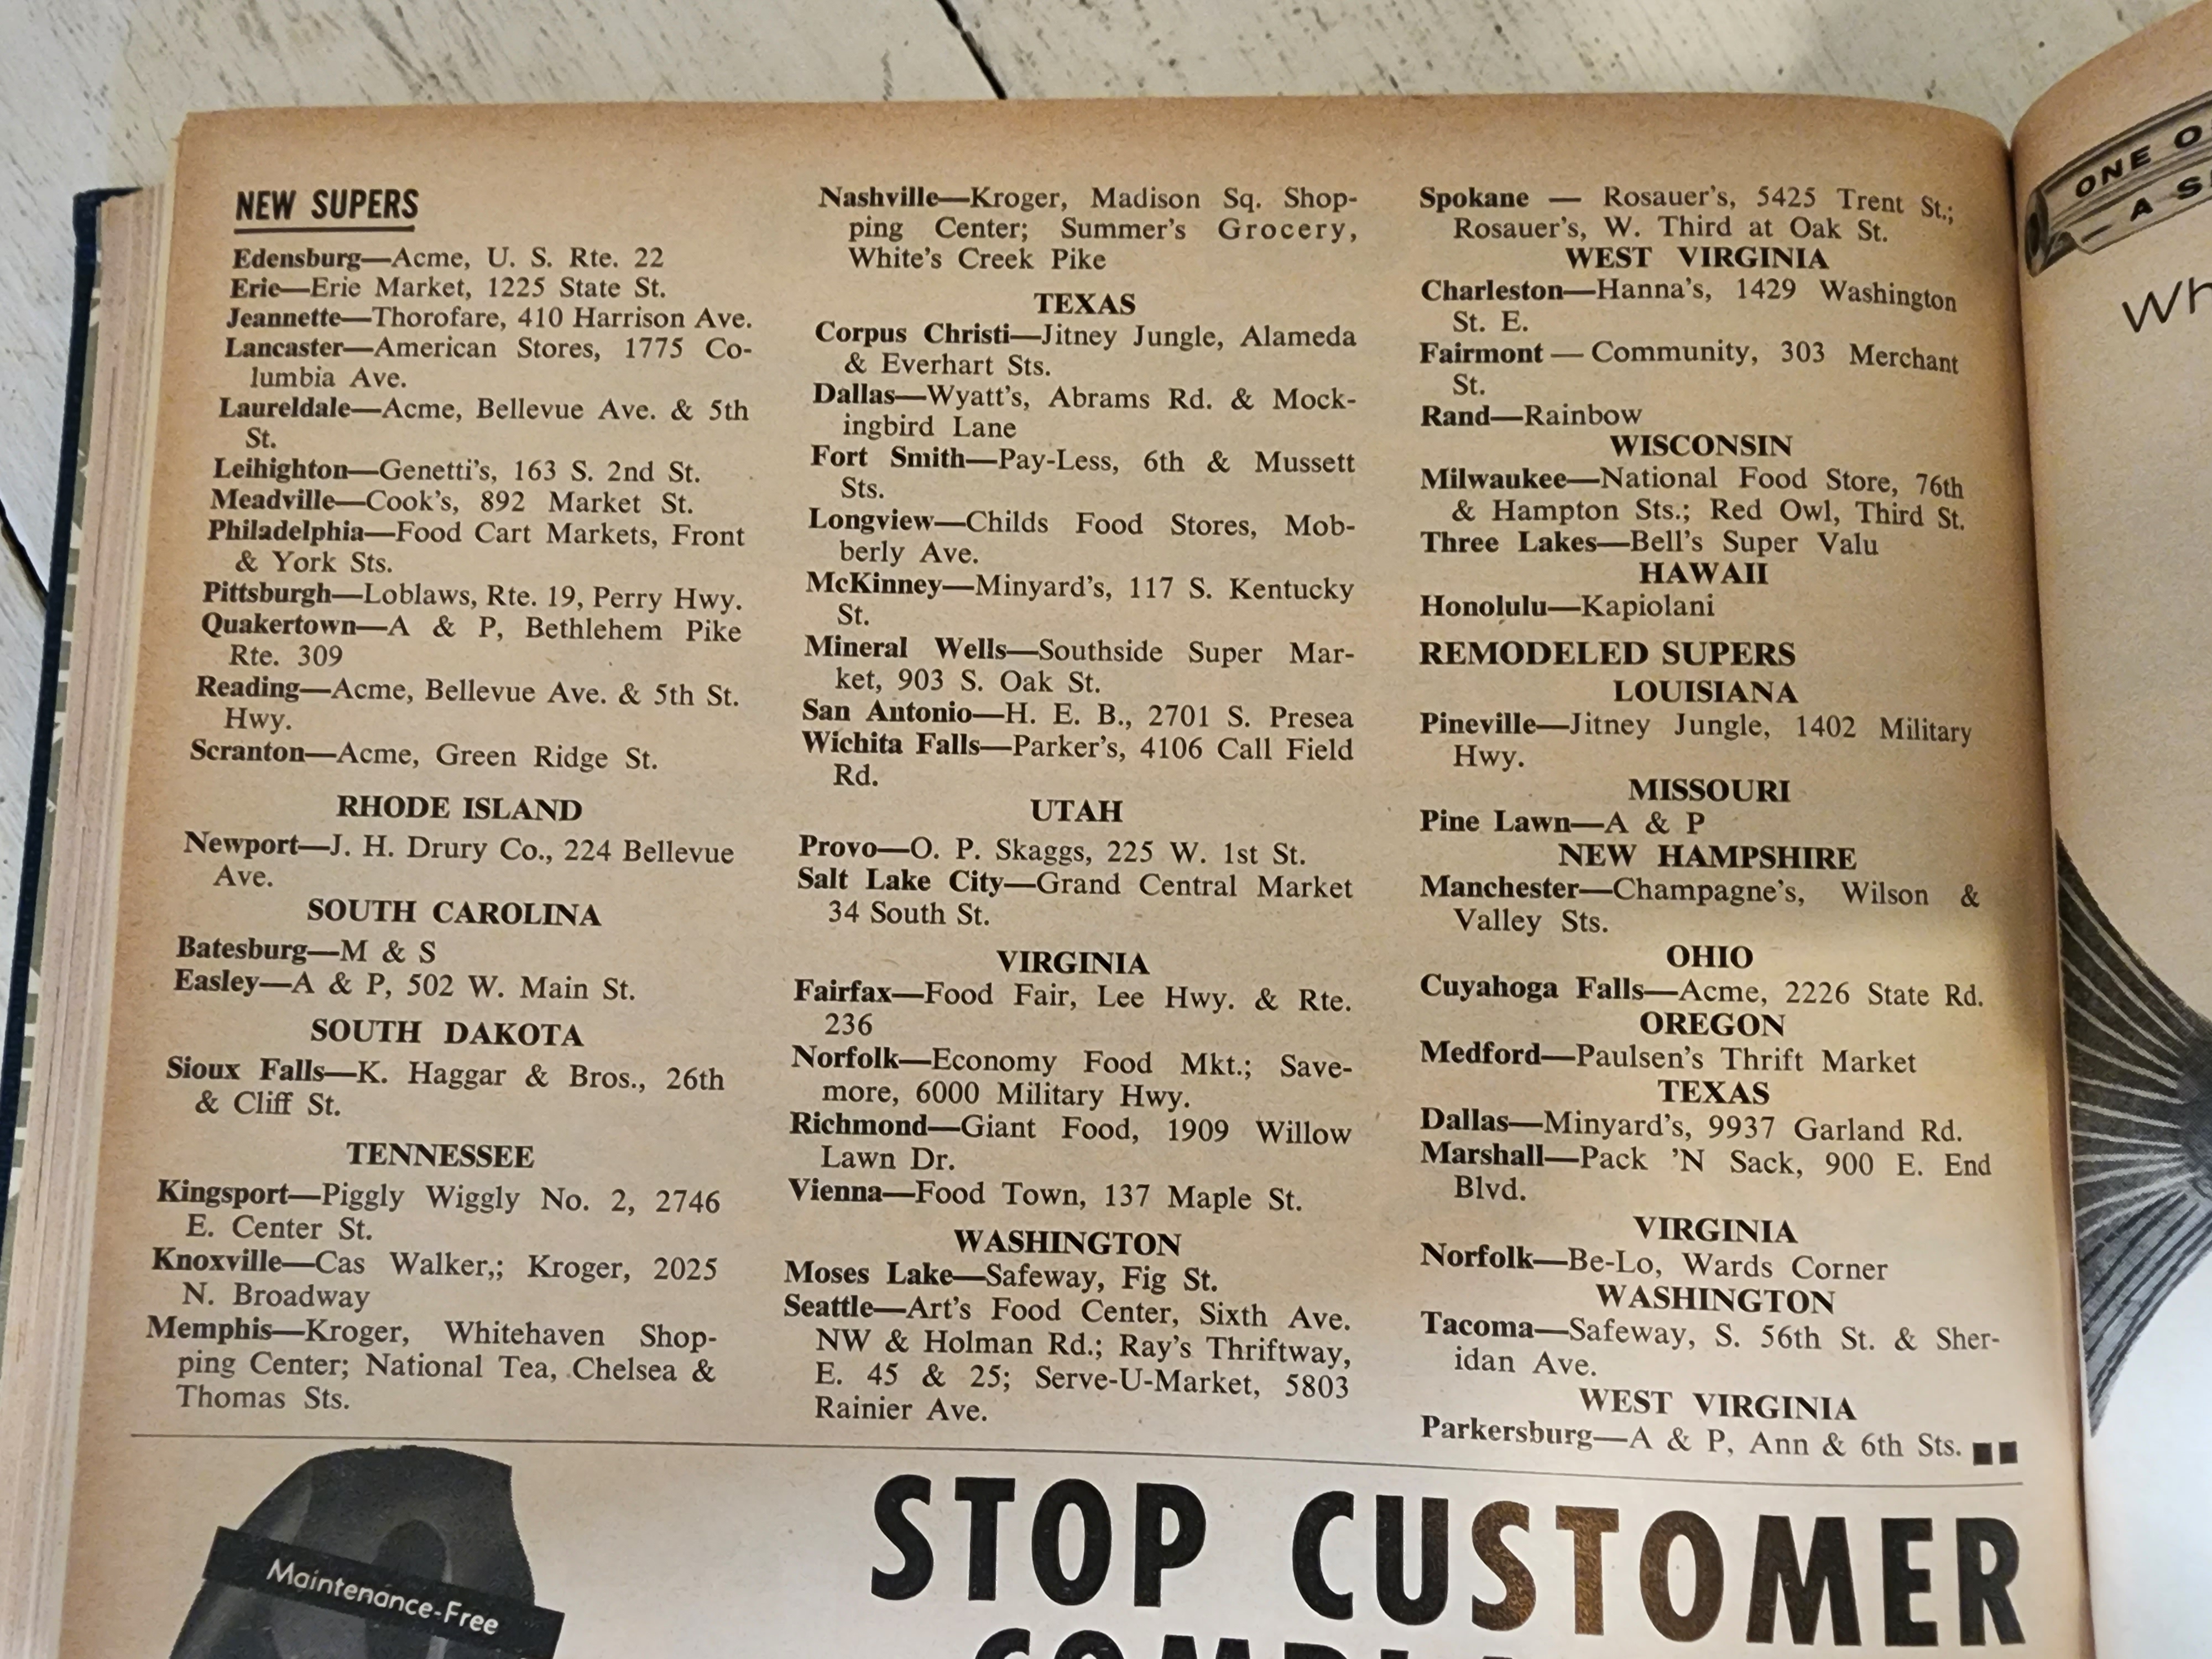 NEW SUPERS
Edensburg—Acme, U. S. Rte. 22
Erie—Erie Market, 1225 State St.
Jeannette—Thorofare, 410 Harrison Ave.
Lancaster—American Stores, 1775 Co-
lumbia Ave.
Laureldale—Acme, Bellevue Ave. & 5th
St.
Leihighton—Genetti's, 163 S. 2nd St.
Meadville—Cook's, 892 Market St.
Philadelphia—Food Cart Markets, Front
& York Sts.
Pittsburgh—Loblaws, Rte. 19, Perry Hwy.
Quakertown—A & P, Bethlehem Pike
Rte. 309
Reading—Acme, Bellevue Ave. & 5th St.
Hwy.
Scranton—Acme, Green Ridge St.
RHODE ISLAND
Newport—J. H. Drury Co., 224 Bellevue
Ave.
SOUTH CAROLINA
Batesburg—M & S
Easley—A & P, 502 W. Main St.
SOUTH DAKOTA
Sioux Falls—K. Haggar & Bros., 26th
& Cliff St.
TENNESSEE
Kingsport—Piggly Wiggly No. 2, 2746
E. Center St.
Knoxville—Cas Walker,; Kroger, 2025
N. Broadway
Memphis—Kroger, Whitehaven Shop-
ping Center; National Tea, Chelsea &
Thomas Sts.
Nashville—Kroger, Madison Sq. Shop-
ping Center; Summer's Grocery,
White's Creek Pike
TEXAS
Corpus Christi—Jitney Jungle, Alameda
& Everhart Sts.
Dallas—Wyatt's, Abrams Rd. & Mock-
ingbird Lane
Fort Smith—Pay-Less, 6th & Mussett
Sts.
Longview—Childs Food Stores, Mob-
berly Ave.
McKinney—Minyard's, 117 S. Kentucky
St.
Mineral Wells—Southside Super Mar-
ket, 903 S. Oak St.
San Antonio—H. E. B., 2701 S. Presea
Wichita Falls—Parker's, 4106 Call Field
Rd.
UTAH
Provo—O. P. Skaggs, 225 W. 1st St.
Salt Lake City—Grand Central Market
34 South St.
VIRGINIA
Fairfax—Food Fair, Lee Hwy. & Rte.
236
Norfolk—Economy Food Mkt.; Save-
more, 6000 Military Hwy.
Richmond—Giant Food, 1909 Willow
Lawn Dr.
Vienna—Food Town, 137 Maple St.
WASHINGTON
Moses Lake—Safeway, Fig St.
Seattle—Art's Food Center, Sixth Ave.
NW & Holman Rd.; Ray's Thriftway,
E. 45 & 25; Serve-U-Market, 5803
Rainier Ave.
Spokane — Rosauer's, 5425 Trent St.;
Rosauer's, W. Third at Oak St.
WEST VIRGINIA
Charleston—Hanna's, 1429 Washington
St. E.
Fairmont — Community, 303 Merchant
St.
Rand—Rainbow
WISCONSIN
Milwaukee—National Food Store, 76th
& Hampton Sts.; Red Owl, Third St.
Three Lakes—Bell's Super Valu
HAWAII
Honolulu—Kapiolani
REMODELED SUPERS
LOUISIANA
Pineville—Jitney Jungle, 1402 Military
Hwy.
MISSOURI
Pine Lawn—A & P
NEW HAMPSHIRE
Manchester—Champagne's, Wilson &
Valley Sts.
OHIO
Cuyahoga Falls—Acme, 2226 State Rd.
OREGON
Medford—Paulsen's Thrift Market
TEXAS
Dallas—Minyard's, 9937 Garland Rd.
Marshall—Pack 'N Sack, 900 E. End
Blvd.
VIRGINIA
Norfolk—Be-Lo, Wards Corner
WASHINGTON
Tacoma—Safeway, S. 56th St. & Sher-
idan Ave.
WEST VIRGINIA
Parkersburg—A & P, Ann & 6th Sts.
Maintenance-Free
STOP CUSTOMER
ONE
A